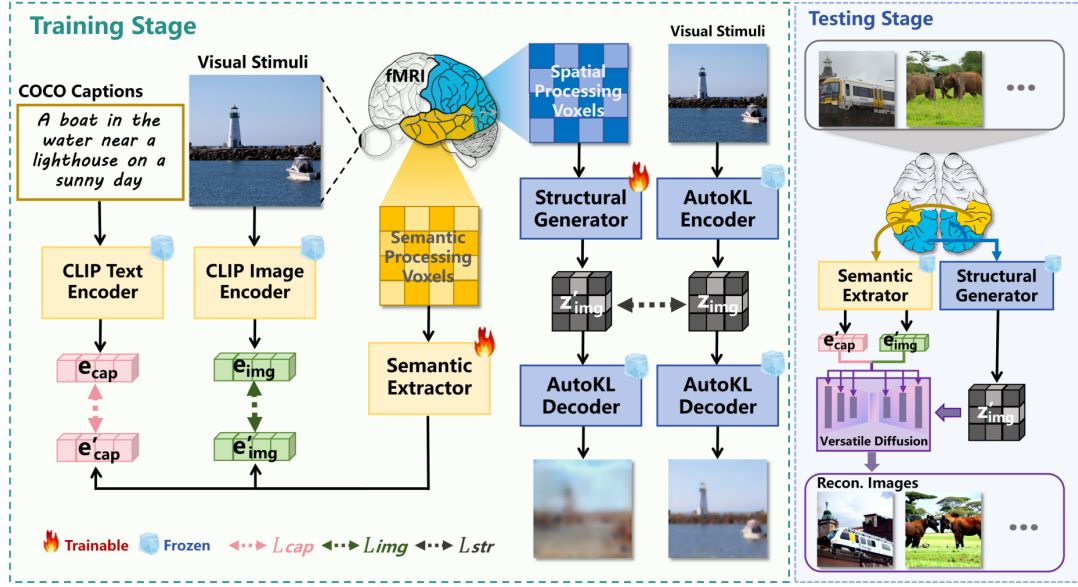 Training Stage
COCO Captions
A boat in the
water near a
lighthouse on a
sunny day
Visual Stimuli
fMRI
Spatial
Processing
Voxels
Visual Stimuli
CLIP Text
Encoder
CLIP Image
Encoder
Semantic
Processing
Voxels
Structural
Generator
AutoKL
Encoder
z'img
zimg
ecap
eimg
Semantic
Extractor
AutoKL
Decoder
AutoKL
Decoder
e'cap
e'img
Trainable
Frozen
Lcap
Limg
Lstr
Testing Stage
Semantic
Extrator
Structural
Generator
e'cap
e'img
z'img
Versatile Diffusion
Recon. Images